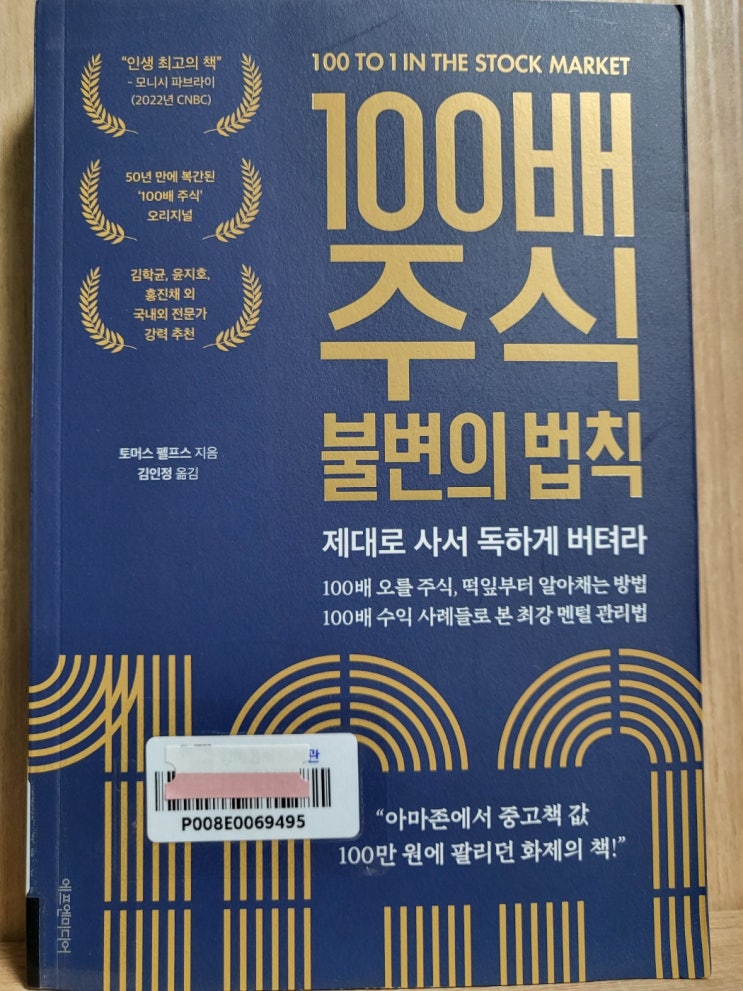 “인생 최고의 책”
- 모니시 파브라이
(2022년 CNBC)
50년 만에 복간된
‘100배 주식’
오리지널
김학균, 윤지호,
홍진채 외
국내외 전문가
강력 추천
100 TO 1 IN THE STOCK MARKET
100배
주식
불변의 법칙
토머스 펠프스 지음
김인정 옮김
제대로 사서 독하게 버텨라
100배 오를 주식, 떡잎부터 알아채는 방법
100배 수익 사례들로 본 최강 멘털 관리법
관
P008E0069495
“아마존에서 중고책 값
100만 원에 팔리던 화제의 책!”
에프엔미디어